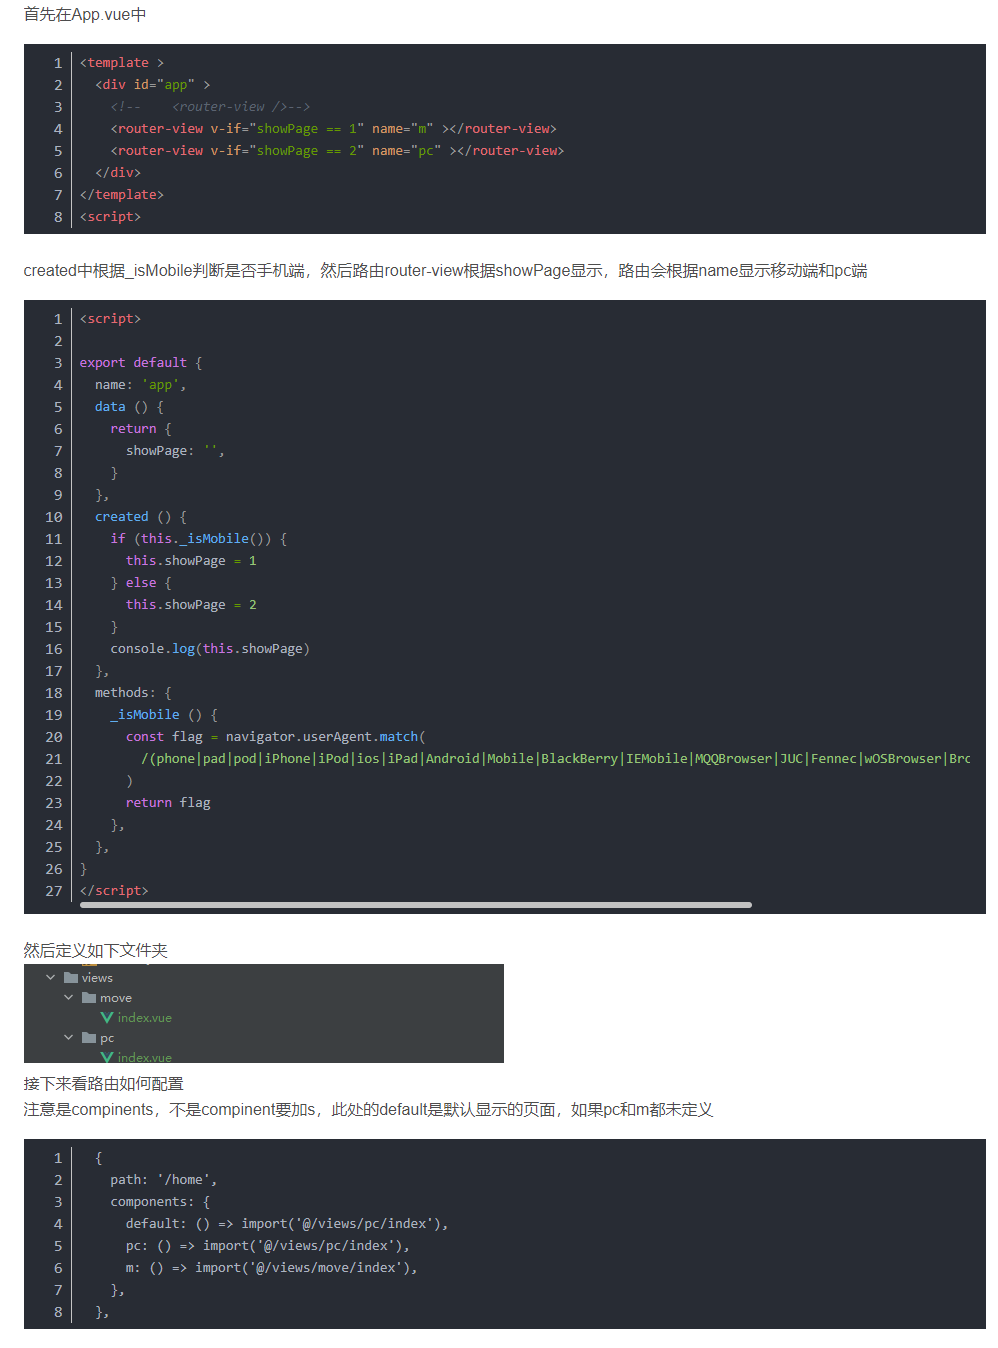 首先在App.vue中
1 <template >
2 <div id="app" >
3 <!-- <router-view />-->
4 <router-view v-if="showPage == 1" name="m" ></router-view>
5 <router-view v-if="showPage == 2" name="pc" ></router-view>
6 </div>
7 </template>
8 <script>
created中根据_isMobile判断是否手机端，然后路由router-view根据showPage显示，路由会根据name显示移动端和pc端
1 <script>
2
3 export default {
4 name: 'app',
5 data () {
6 return {
7 showPage: '',
8 }
9 },
10 created () {
11 if (this._isMobile()) {
12 this.showPage = 1
13 } else {
14 this.showPage = 2
15 }
16 console.log(this.showPage)
17 },
18 methods: {
19 _isMobile () {
20 const flag = navigator.userAgent.match(
21 /(phone|pad|pod|iPhone|iPod|ios|iPad|Android|Mobile|BlackBerry|IEMobile|MQQBrowser|JUC|Fennec|wOSBrowser|Brc
22 )
23 return flag
24 },
25 },
26 }
27 </script>
然后定义如下文件夹
views
move
index.vue
pc
index.vue
接下来看路由如何配置
注意是compinents，不是compinent要加s，此处的default是默认显示的页面，如果pc和m都未定义
1 {
2 path: '/home',
3 components: {
4 default: () => import('@/views/pc/index'),
5 pc: () => import('@/views/pc/index'),
6 m: () => import('@/views/move/index'),
7 },
8 },